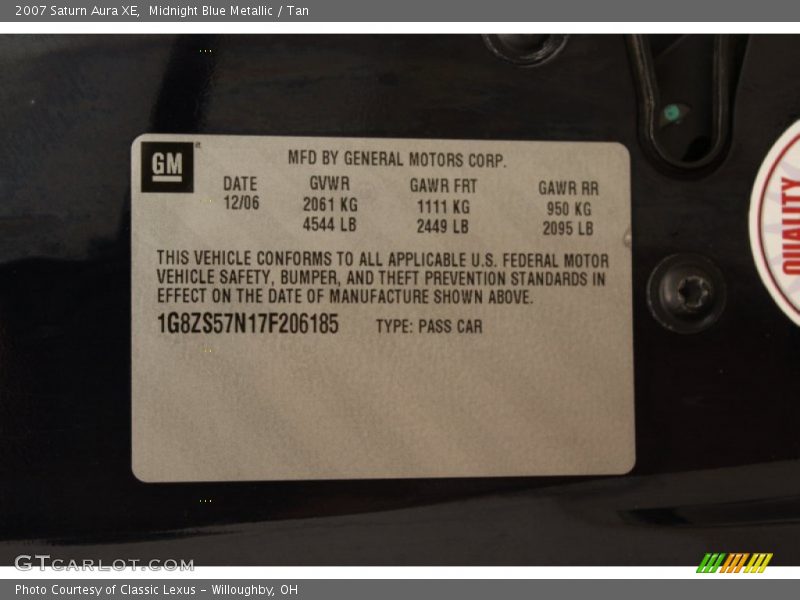 2007 Saturn Aura XE, Midnight Blue Metallic / Tan
GM
MFD BY GENERAL MOTORS CORP.
DATE GVWR GAWR FRT GAWR RR
12/06 2061 KG 1111 KG 950 KG
4544 LB 2449 LB 2095 LB
THIS VEHICLE CONFORMS TO ALL APPLICABLE U.S. FEDERAL MOTOR
VEHICLE SAFETY, BUMPER, AND THEFT PREVENTION STANDARDS IN
EFFECT ON THE DATE OF MANUFACTURE SHOWN ABOVE.
1G8ZS57N17F206185 TYPE: PASS CAR
QUALITY
GTCARLOT.COM
Photo Courtesy of Classic Lexus - Willoughby, OH